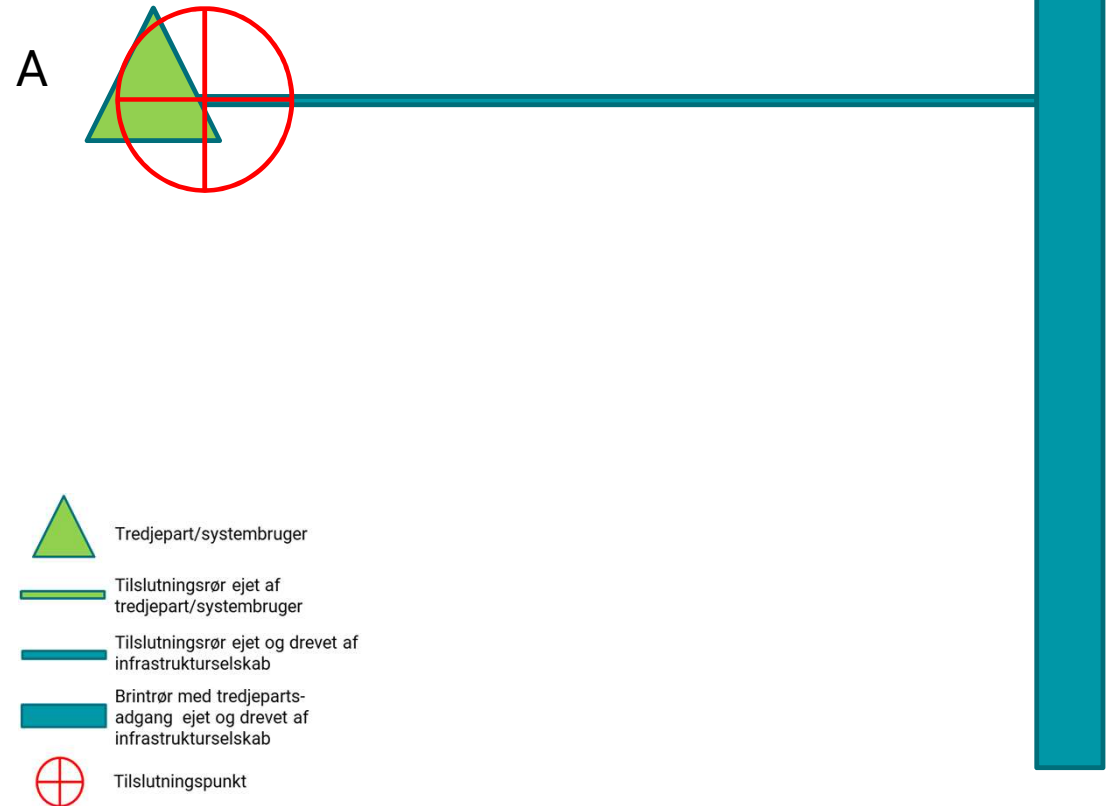 A
Tredjepart/systembruger
Tilslutningsrør ejet af
tredjepart/systembruger
Tilslutningsrør ejet og drevet af
infrastrukturselskab
Brintrør med tredjeparts-
adgang ejet og drevet af
infrastrukturselskab
Tilslutningspunkt